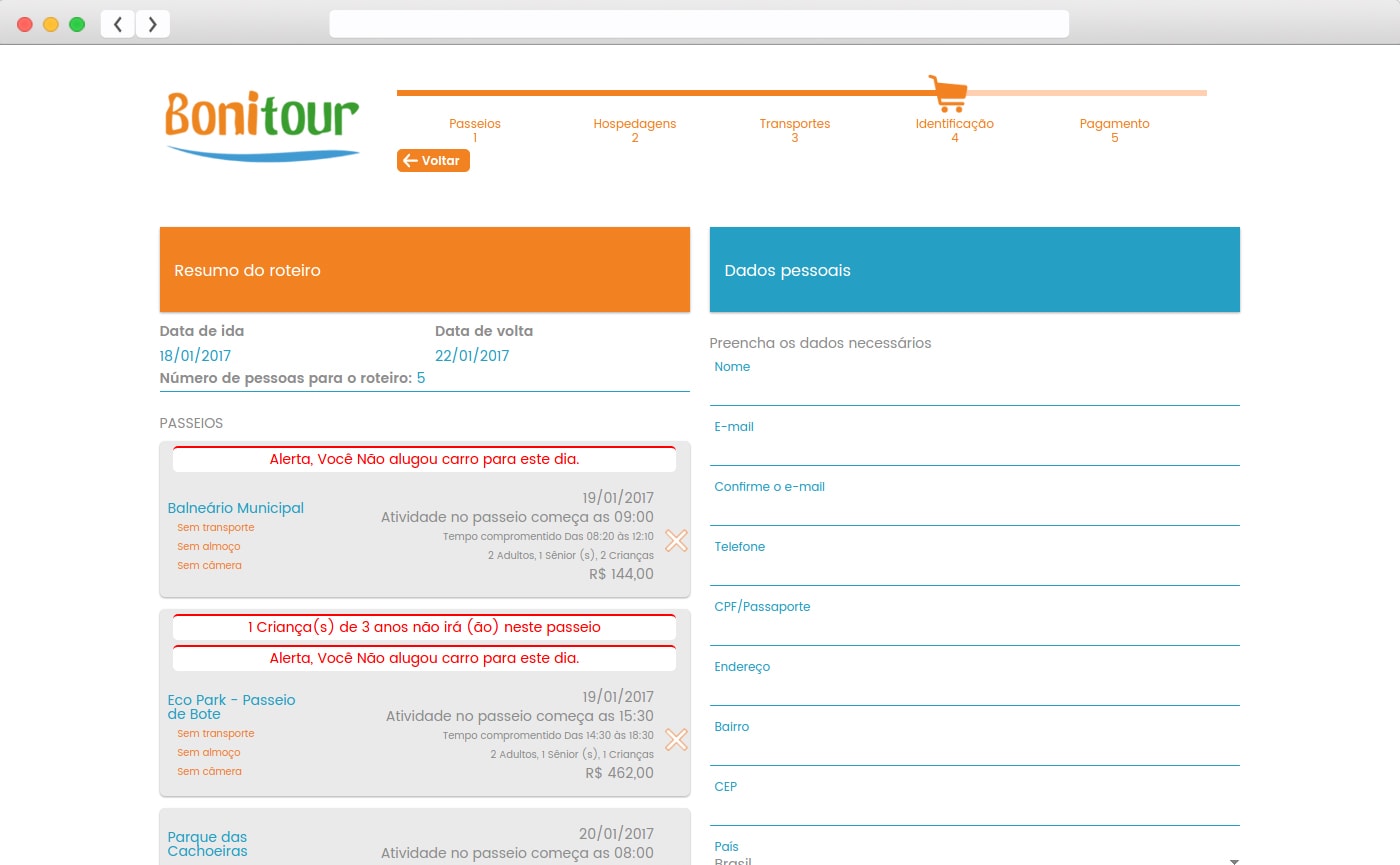 Bonitour
Passeios
1
Hospedagens
2
Transportes
3
Identificação
4
Pagamento
5
Voltar
Resumo do roteiro
Data de ida
18/01/2017
Data de volta
22/01/2017
Número de pessoas para o roteiro: 5
PASSEIOS
Alerta, Você Não alugou carro para este dia.
Balneário Municipal
Sem transporte
Sem almoço
Sem câmera
19/01/2017
Atividade no passeio começa as 09:00
Tempo compromentido Das 08:20 às 12:10
2 Adultos, 1 Sênior (s), 2 Crianças
R$ 144,00
1 Criança(s) de 3 anos não irá (ão) neste passeio
Alerta, Você Não alugou carro para este dia.
Eco Park - Passeio
de Bote
Sem transporte
Sem almoço
Sem câmera
19/01/2017
Atividade no passeio começa as 15:30
Tempo compromentido Das 14:30 às 18:30
2 Adultos, 1 Sênior (s), 1 Crianças
R$ 462,00
Parque das
Cachoeiras
20/01/2017
Atividade no passeio começa as 08:00
Dados pessoais
Preencha os dados necessários
Nome
E-mail
Confirme o e-mail
Telefone
CPF/Passaporte
Endereço
Bairro
CEP
País
Brasil